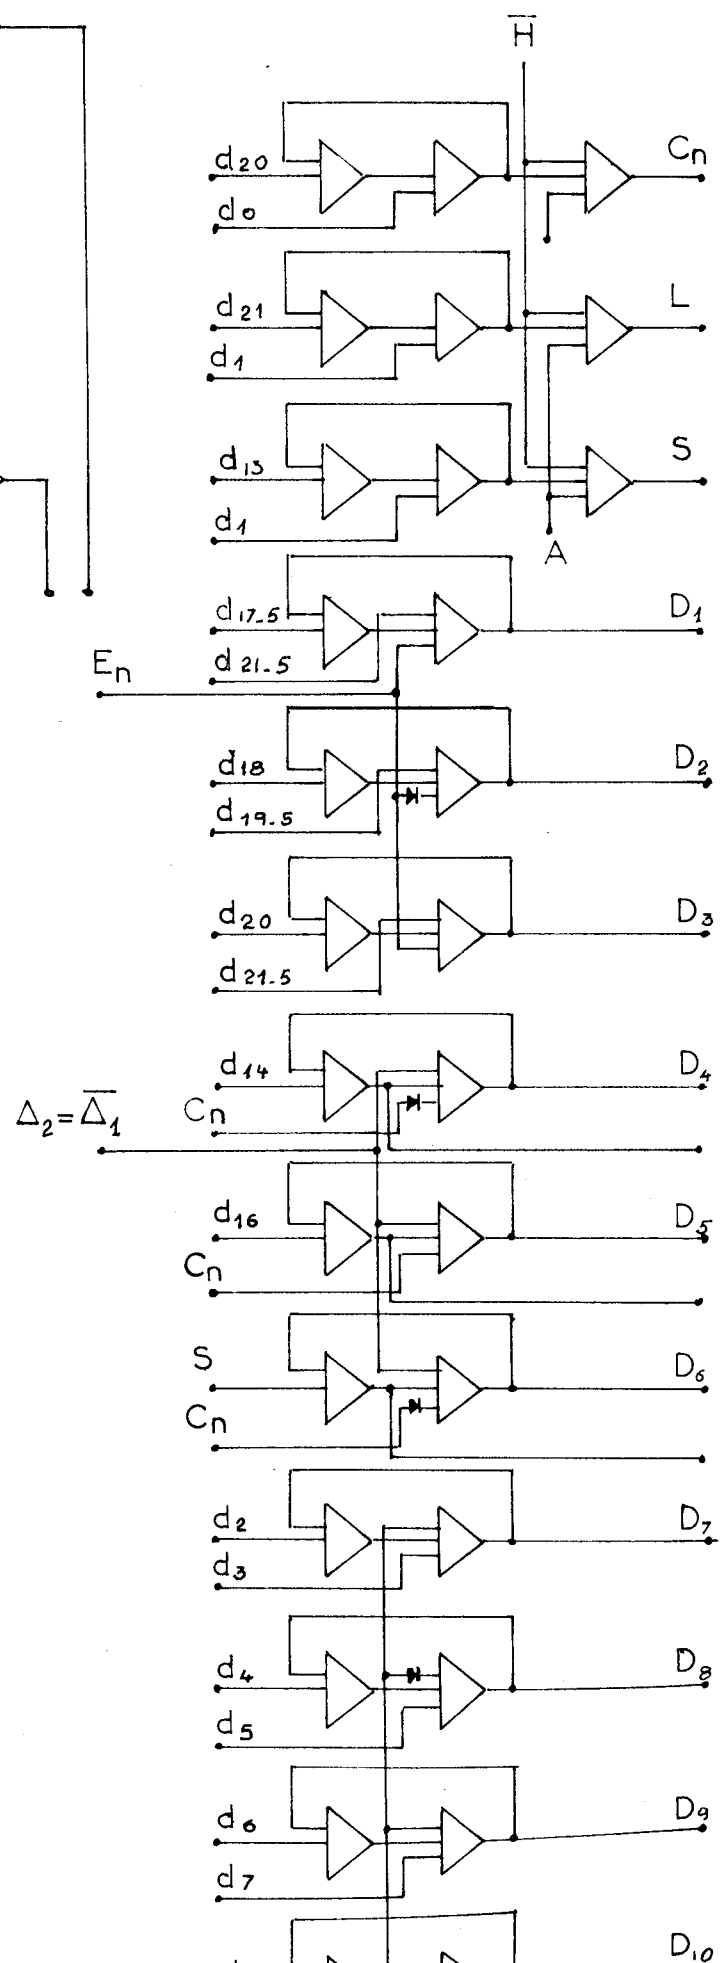 H̅
d20 Cn
d0
d21 L
d1
d13 S
d1
A
d17.5 D1
d21.5
En
d18 D2
d19.5
d20 D3
d21.5
d14 D4
Cn
Δ2 = Δ̅1
d16 D5
Cn
S D6
Cn
d2 D7
d3
d4 D8
d5
d6 D9
d7
D10